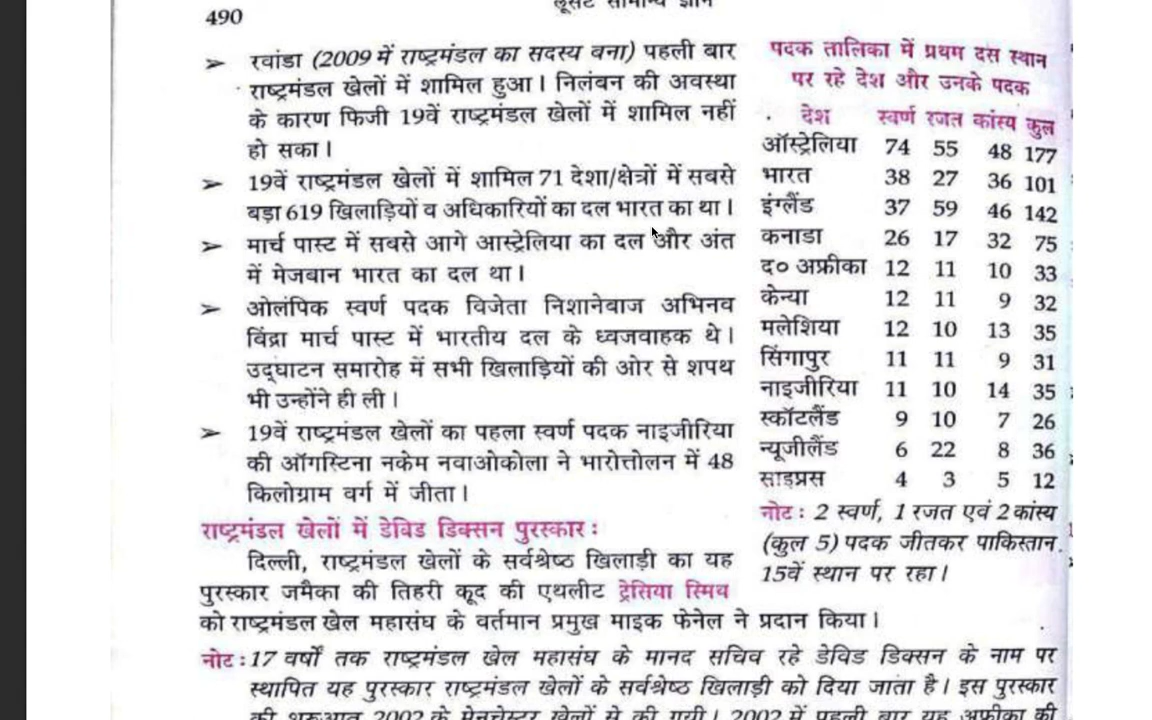 490
लूसेंट सामान्य ज्ञान
➢ रवांडा (2009 में राष्ट्रमंडल का सदस्य बना) पहली बार
राष्ट्रमंडल खेलों में शामिल हुआ। निलंबन की अवस्था
के कारण फिजी 19वें राष्ट्रमंडल खेलों में शामिल नहीं
हो सका।
➢ 19वें राष्ट्रमंडल खेलों में शामिल 71 देशा/क्षेत्रों में सबसे
बड़ा 619 खिलाड़ियों व अधिकारियों का दल भारत का था।
➢ मार्च पास्ट में सबसे आगे आस्ट्रेलिया का दल और अंत
में मेजबान भारत का दल था।
➢ ओलंपिक स्वर्ण पदक विजेता निशानेबाज अभिनव
बिंद्रा मार्च पास्ट में भारतीय दल के ध्वजवाहक थे।
उद्घाटन समारोह में सभी खिलाड़ियों की ओर से शपथ
भी उन्होंने ही ली।
➢ 19वें राष्ट्रमंडल खेलों का पहला स्वर्ण पदक नाइजीरिया
की ऑगस्टिना नकेम नवाओकोला ने भारोत्तोलन में 48
किलोग्राम वर्ग में जीता।
पदक तालिका में प्रथम दस स्थान
पर रहे देश और उनके पदक
देश स्वर्ण रजत कांस्य कुल
ऑस्ट्रेलिया 74 55 48 177
भारत 38 27 36 101
इंग्लैंड 37 59 46 142
कनाडा 26 17 32 75
द० अफ्रीका 12 11 10 33
केन्या 12 11 9 32
मलेशिया 12 10 13 35
सिंगापुर 11 11 9 31
नाइजीरिया 11 10 14 35
स्कॉटलैंड 9 10 7 26
न्यूजीलैंड 6 22 8 36
साइप्रस 4 3 5 12
नोट: 2 स्वर्ण, 1 रजत एवं 2 कांस्य
(कुल 5) पदक जीतकर पाकिस्तान
15वें स्थान पर रहा।
राष्ट्रमंडल खेलों में डेविड डिक्सन पुरस्कार:
दिल्ली, राष्ट्रमंडल खेलों के सर्वश्रेष्ठ खिलाड़ी का यह
पुरस्कार जमैका की तिहरी कूद की एथलीट ट्रेसिया स्मिथ
को राष्ट्रमंडल खेल महासंघ के वर्तमान प्रमुख माइक फेनेल ने प्रदान किया।
नोट: 17 वर्षों तक राष्ट्रमंडल खेल महासंघ के मानद सचिव रहे डेविड डिक्सन के नाम पर
स्थापित यह पुरस्कार राष्ट्रमंडल खेलों के सर्वश्रेष्ठ खिलाड़ी को दिया जाता है। इस पुरस्कार
की शुरुआत 2002 के मेनचेस्टर खेलों से की गयी। 2002 में पहली बार यह अफ्रीका की